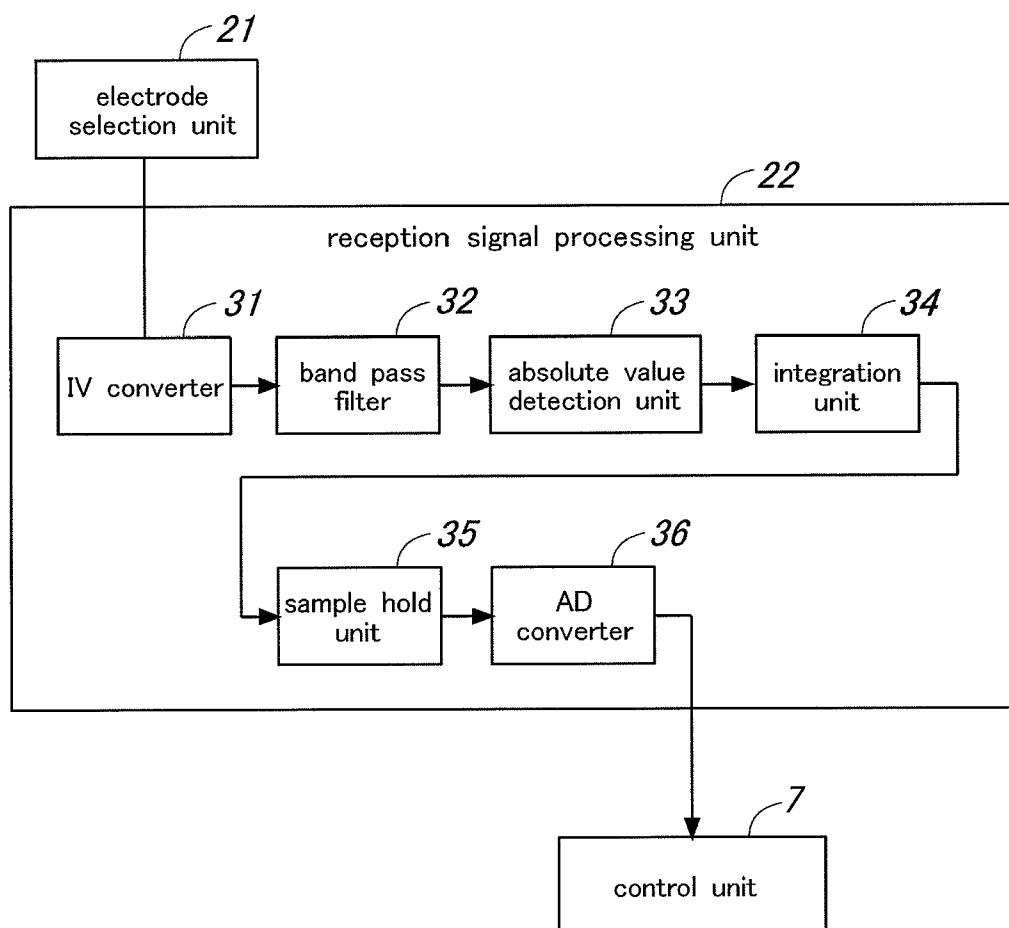 21
electrode
selection unit
22
reception signal processing unit
31
IV converter
32
band pass
filter
33
absolute value
detection unit
34
integration
unit
35
sample hold
unit
36
AD
converter
7
control unit